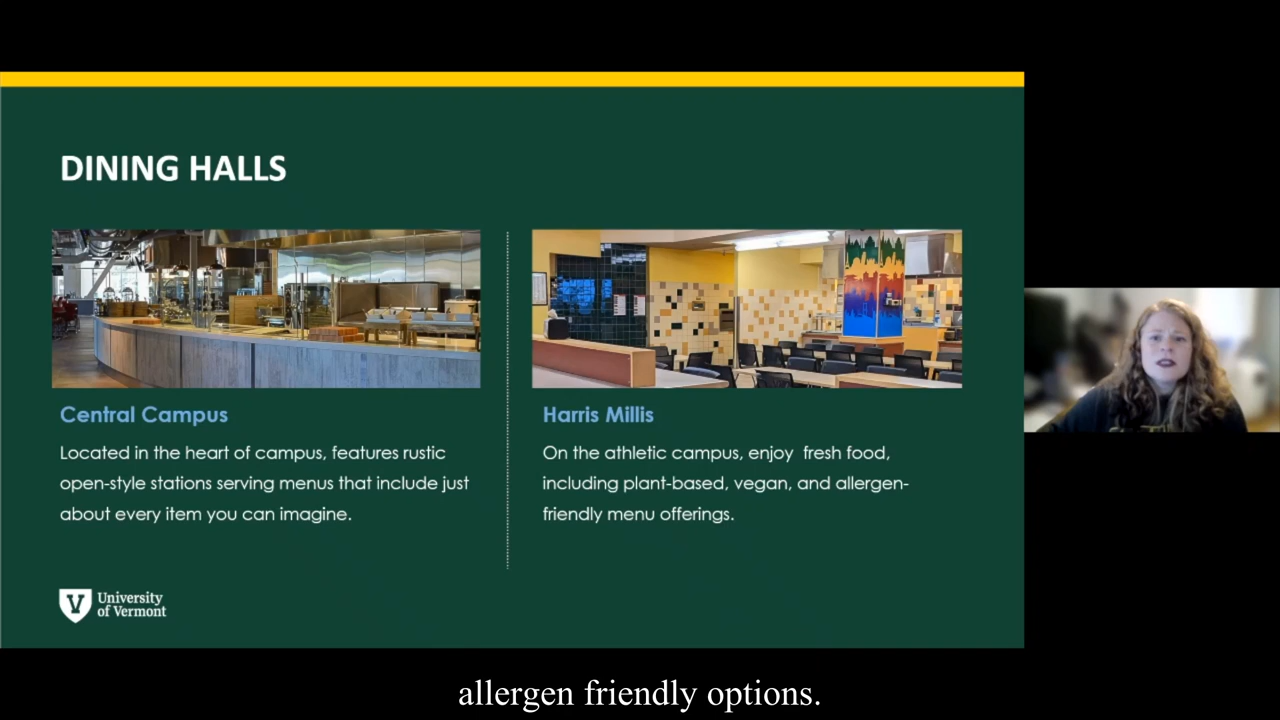 DINING HALLS
Central Campus
Located in the heart of campus, features rustic
open-style stations serving menus that include just
about every item you can imagine.
Harris Millis
On the athletic campus, enjoy  fresh food,
including plant-based, vegan, and allergen-
friendly menu offerings.
University
of Vermont
allergen friendly options.